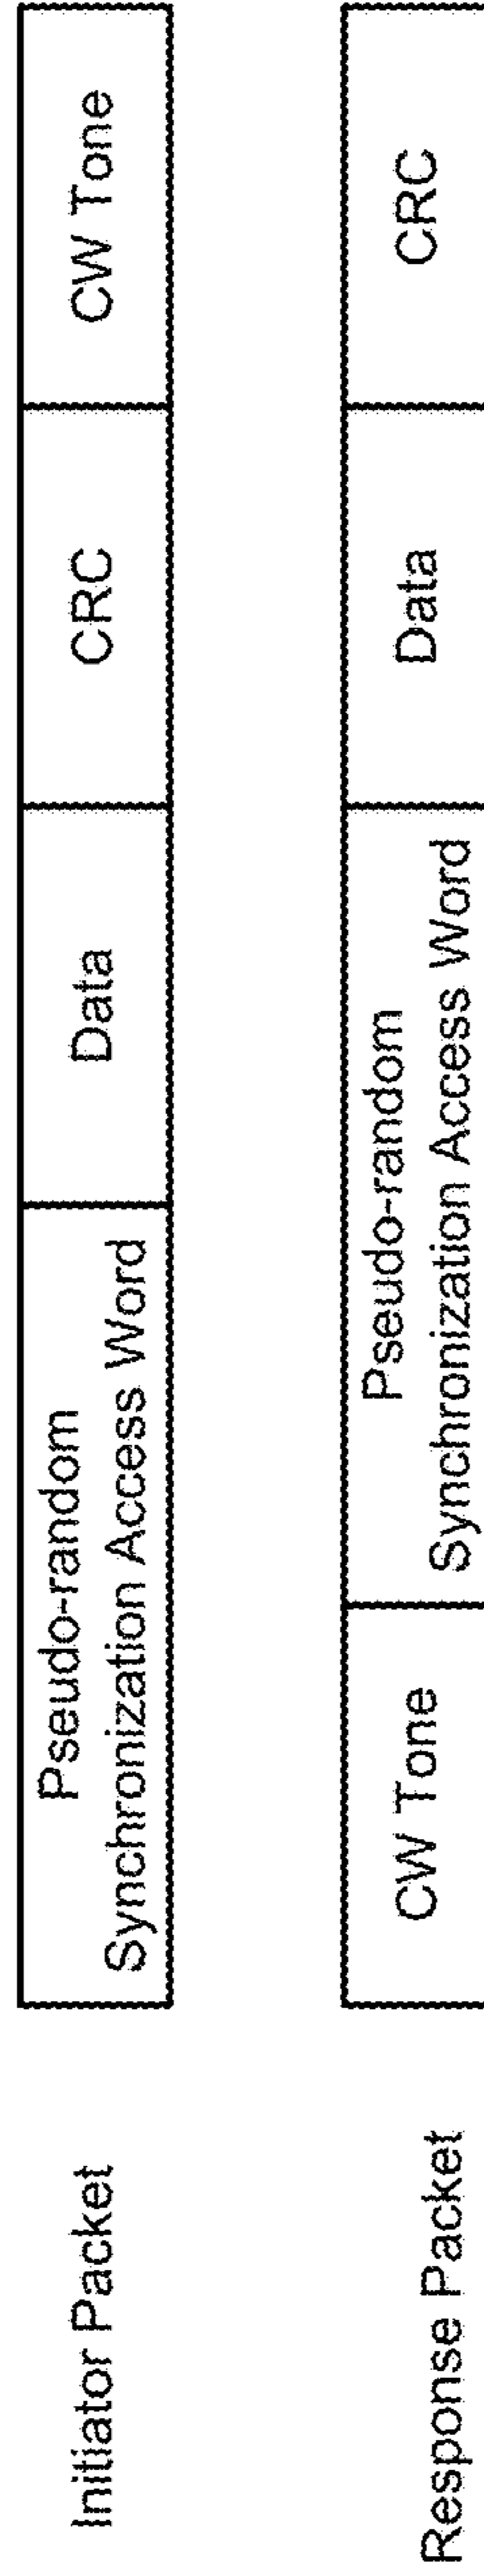 Initiator Packet
Pseudo-random
Synchronization Access Word
Data
CRC
CW Tone
Response Packet
CW Tone
Pseudo-random
Synchronization Access Word
Data
CRC